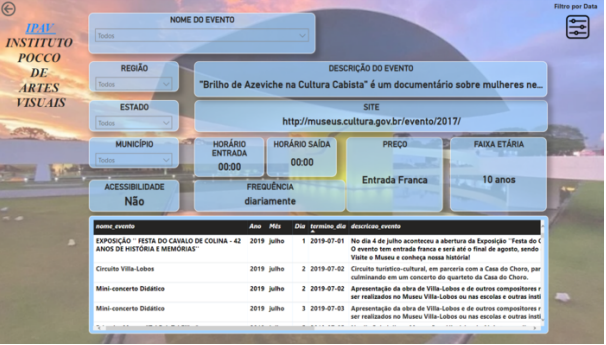 Filtro por Data
IPAV
INSTITUTO
POCCO
DE
ARTES
VISUAIS
NOME DO EVENTO
Todos
REGIÃO
Todos
DESCRIÇÃO DO EVENTO
"Brilho de Azeviche na Cultura Cabista" é um documentário sobre mulheres ne...
ESTADO
Todos
SITE
http://museus.cultura.gov.br/evento/2017/
MUNICÍPIO
Todos
HORÁRIO ENTRADA
00:00
HORÁRIO SAÍDA
00:00
PREÇO
Entrada Franca
FAIXA ETÁRIA
10 anos
ACESSIBILIDADE
Não
FREQUÊNCIA
diariamente
nome_evento Ano Mês Dia termino_dia descricao_evento
EXPOSIÇÃO " FESTA DO CAVALO DE COLINA - 42 2019 julho 1 2019-07-01 No dia 4 de julho aconteceu a abertura da Exposição "Festa do C
ANOS DE HISTÓRIA E MEMÓRIAS" O evento tem entrada franca e será até o final de agosto, sendo
Visite o Museu e conheça nossa história!
Circuito Villa-Lobos 2019 julho 2 2019-07-02 Circuito turístico-cultural, em parceria com a Casa do Choro, par
culminando em um concerto do quarteto da Casa do Choro.
Mini-concerto Didático 2019 julho 2 2019-07-02 Apresentação da obra de Villa-Lobos e de outros compositores r
ser realizados no Museu Villa-Lobos ou nas escolas e outras insti
Mini-concerto Didático 2019 julho 3 2019-07-03 Apresentação da obra de Villa-Lobos e de outros compositores r
ser realizados no Museu Villa-Lobos ou nas escolas e outras insti